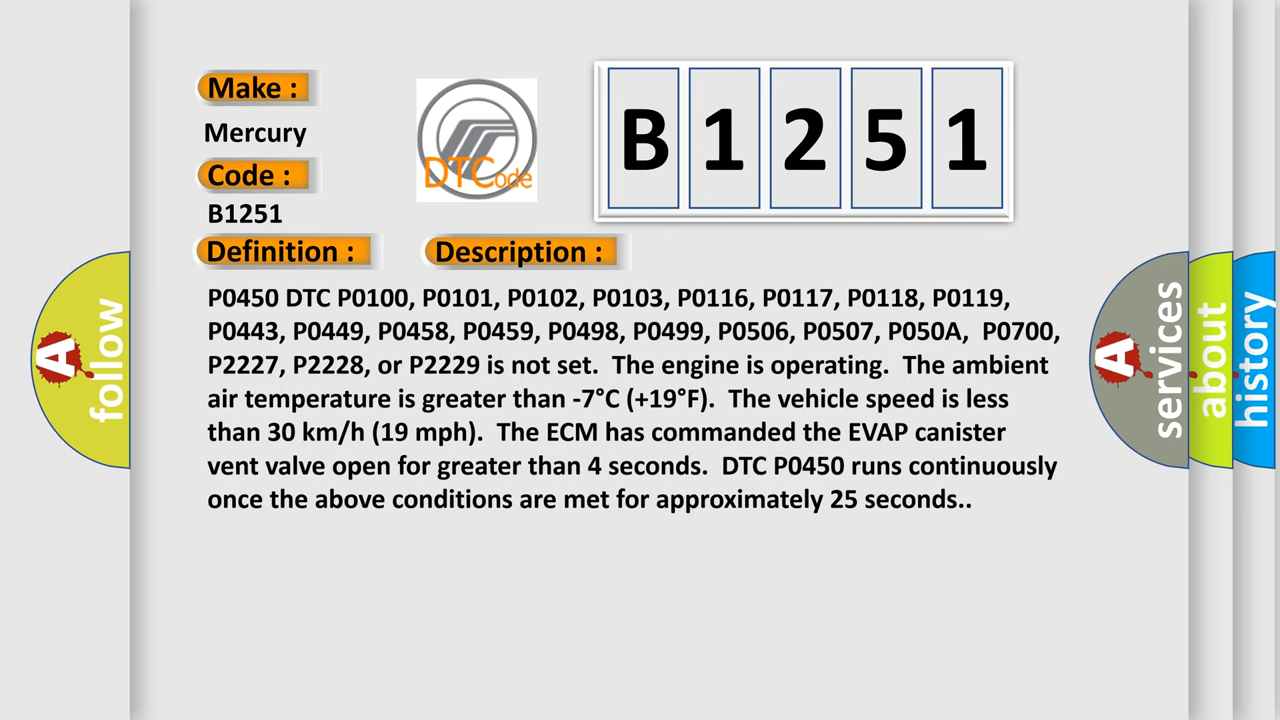 Make :
Mercury
Code :
B1251
DTCode
B 1 2 5 1
Definition :
Description :
P0450 DTC P0100, P0101, P0102, P0103, P0116, P0117, P0118, P0119,
P0443, P0449, P0458, P0459, P0498, P0499, P0506, P0507, P050A,  P0700,
P2227, P2228, or P2229 is not set  The engine is operating  The ambient
air temperature is greater than -7°C (+19°F)  The vehicle speed is less
than 30 km/h (19 mph)  The ECM has commanded the EVAP canister
vent valve open for greater than 4 seconds  DTC P0450 runs continuously
once the above conditions are met for approximately 25 seconds..
A
follow
A
services
about
history